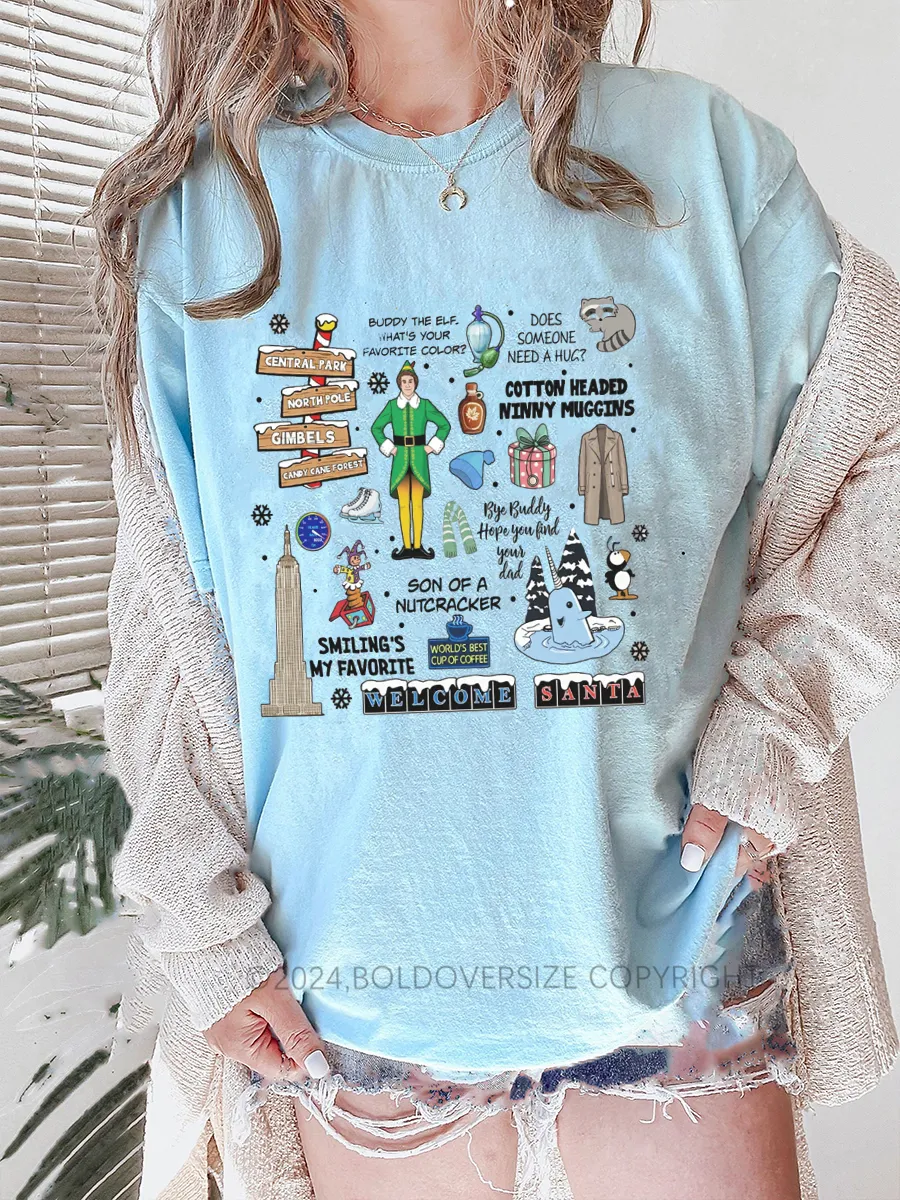 BUDDY THE ELF.
WHAT'S YOUR
FAVORITE COLOR?
DOES
SOMEONE
NEED A HUG?
CENTRAL PARK
NORTH POLE
GIMBELS
CANDY CANE FOREST
COTTON HEADED
NINNY MUGGINS
Bye Buddy
Hope you find
your
dad
SON OF A
NUTCRACKER
SMILING'S
MY FAVORITE
WORLD'S BEST
CUP OF COFFEE
WELCOME SANTA
©2024,BOLDOVERSIZE COPYRIGHT